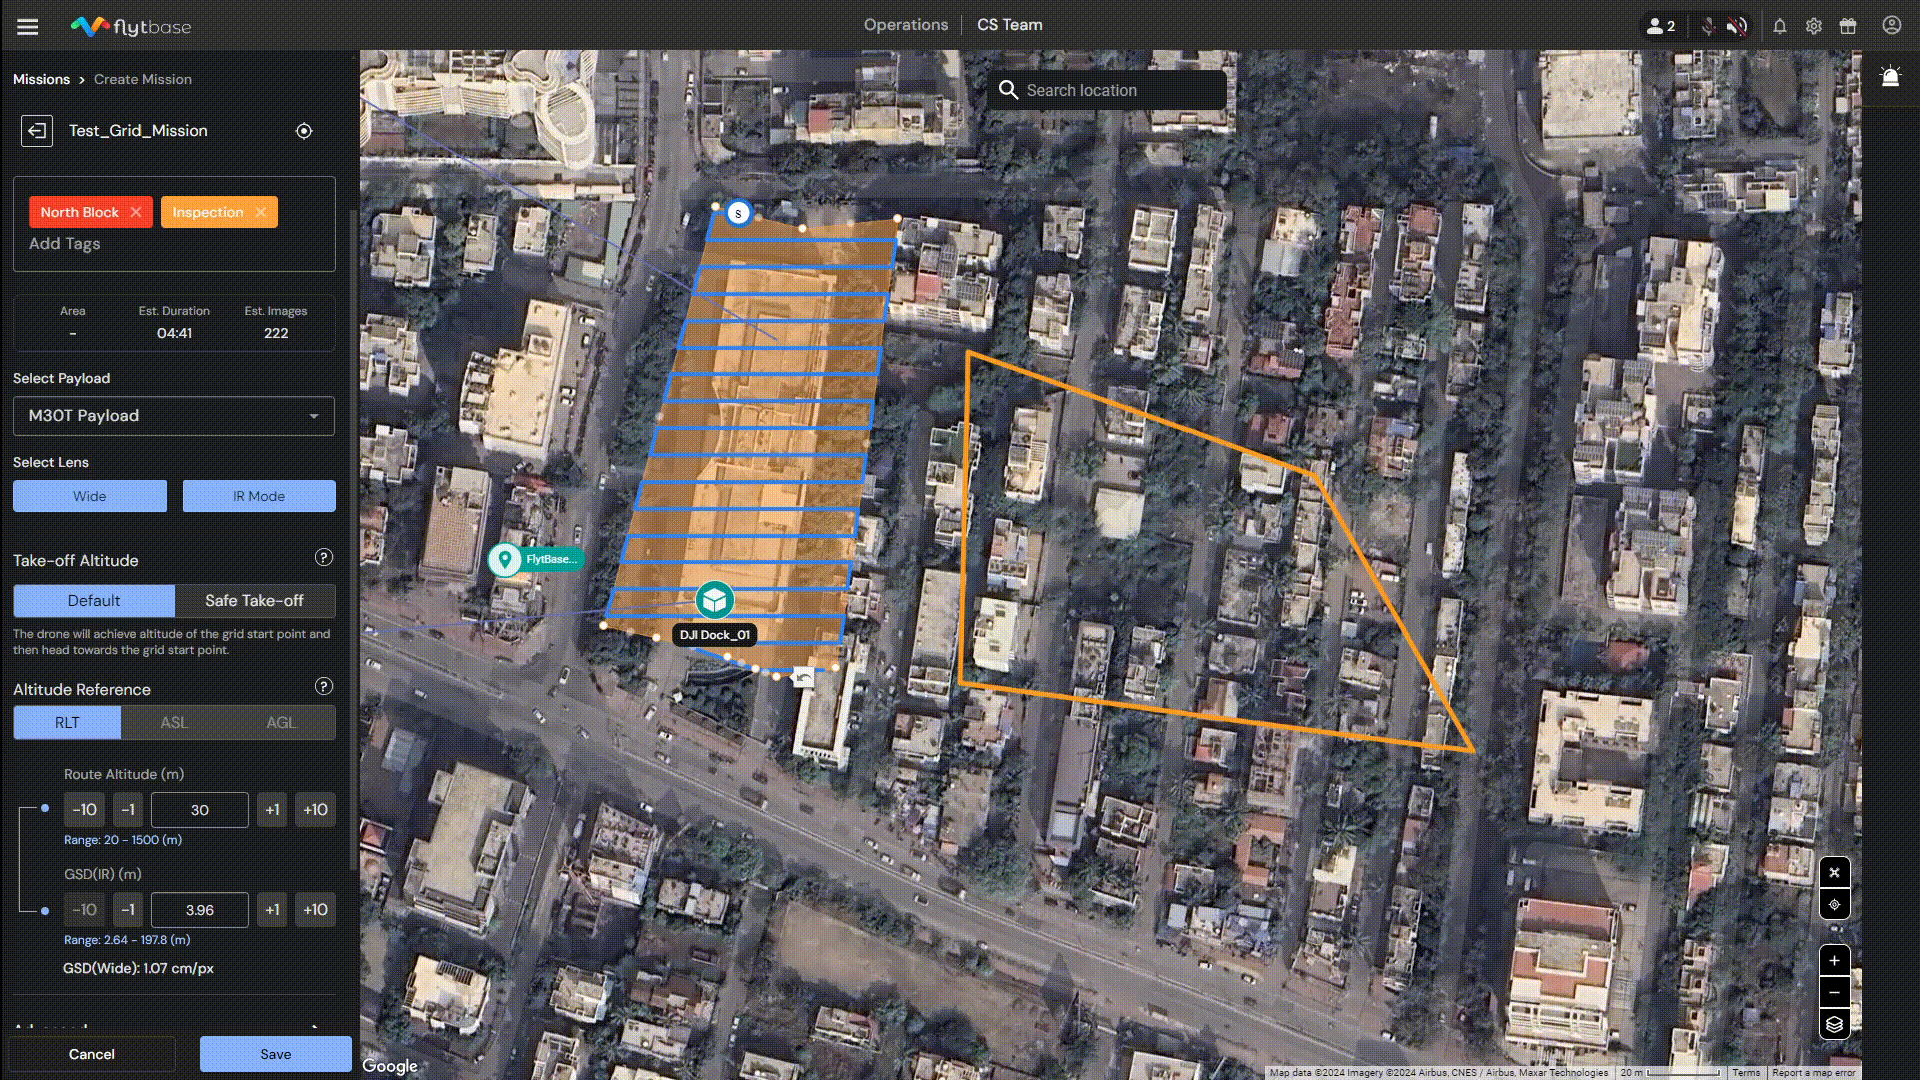 flytbase
Operations
CS Team
2
Missions > Create Mission
Test_Grid_Mission
North Block
Inspection
Add Tags
Area
Est. Duration
Est. Images
-
04:41
222
Select Payload
M30T Payload
Select Lens
Wide
IR Mode
Take-off Altitude
?
Default
Safe Take-off
The drone will achieve altitude of the grid start point and
then head towards the grid start point.
Altitude Reference
?
RLT
ASL
AGL
Route Altitude (m)
-10
-1
30
+1
+10
Range: 20 - 1500 (m)
GSD(IR) (m)
-10
-1
3.96
+1
+10
Range: 2.64 - 197.8 (m)
GSD(Wide): 1.07 cm/px
Cancel
Save
Search location
S
FlytBase...
DJI Dock_01
Google
Map data ©2024 Imagery ©2024 Airbus, CNES / Airbus, Maxar Technologies
20 m
Terms
Report a map error